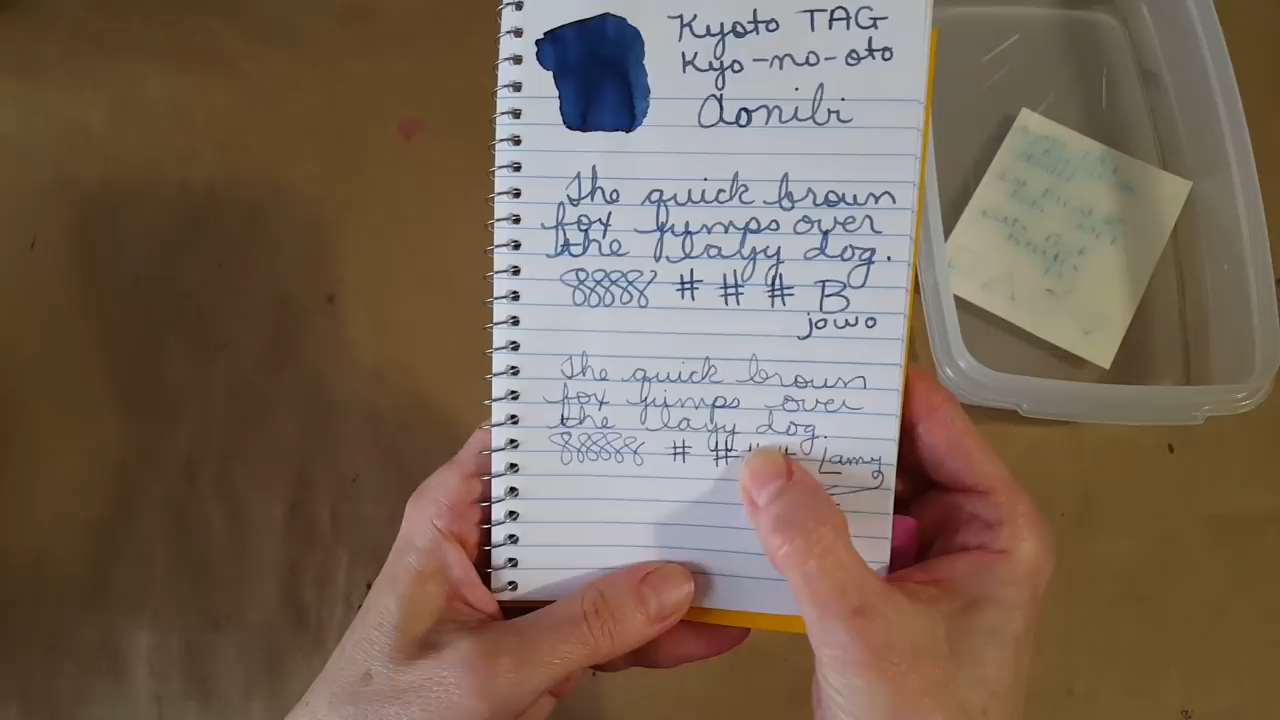 Kyoto TAG
Kyo-no-oto
Aonibi
The quick brown
fox jumps over
the lazy dog.
88888 # # # B
jowo
The quick brown
fox jumps over
the lazy dog.
88888 # # # # Lamy